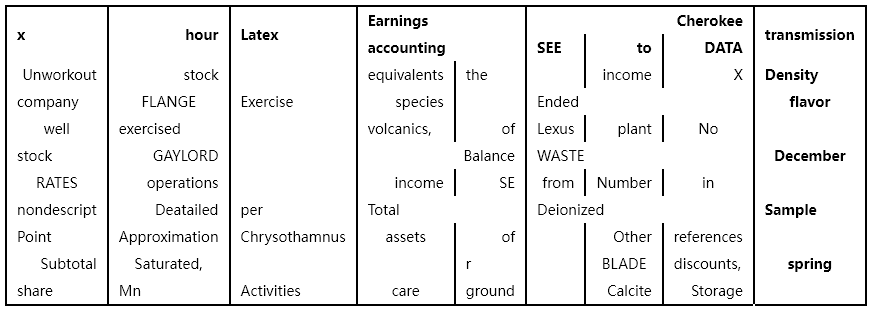 x hour Latex Earnings accounting Cherokee
SEE to DATA transmission
Unworkout stock equivalents the income X Density
company FLANGE Exercise species Ended flavor
well exercised volcanics, of Lexus plant No
stock GAYLORD Balance WASTE December
RATES operations income SE from Number in
nondescript Deatailed per Total Deionized Sample
Point Approximation Chrysothamnus assets of Other references
Subtotal Saturated, r BLADE discounts, spring
share Mn Activities care ground Calcite Storage